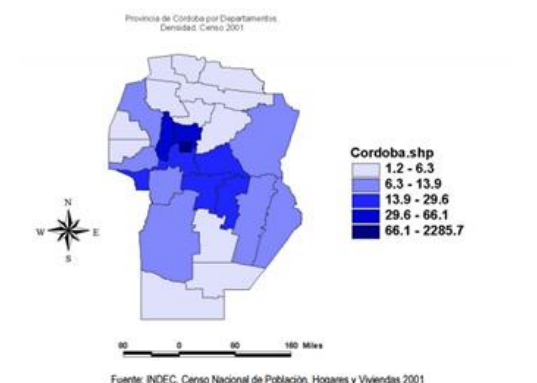 Provincia de Córdoba por Departamentos.
Densidad. Censo 2001
Cordoba.shp
1.2 - 6.3
6.3 - 13.9
13.9 - 29.6
29.6 - 66.1
66.1 - 2285.7
N
W E
S
80 0 80 160 Miles
Fuente: INDEC. Censo Nacional de Población, Hogares y Viviendas 2001